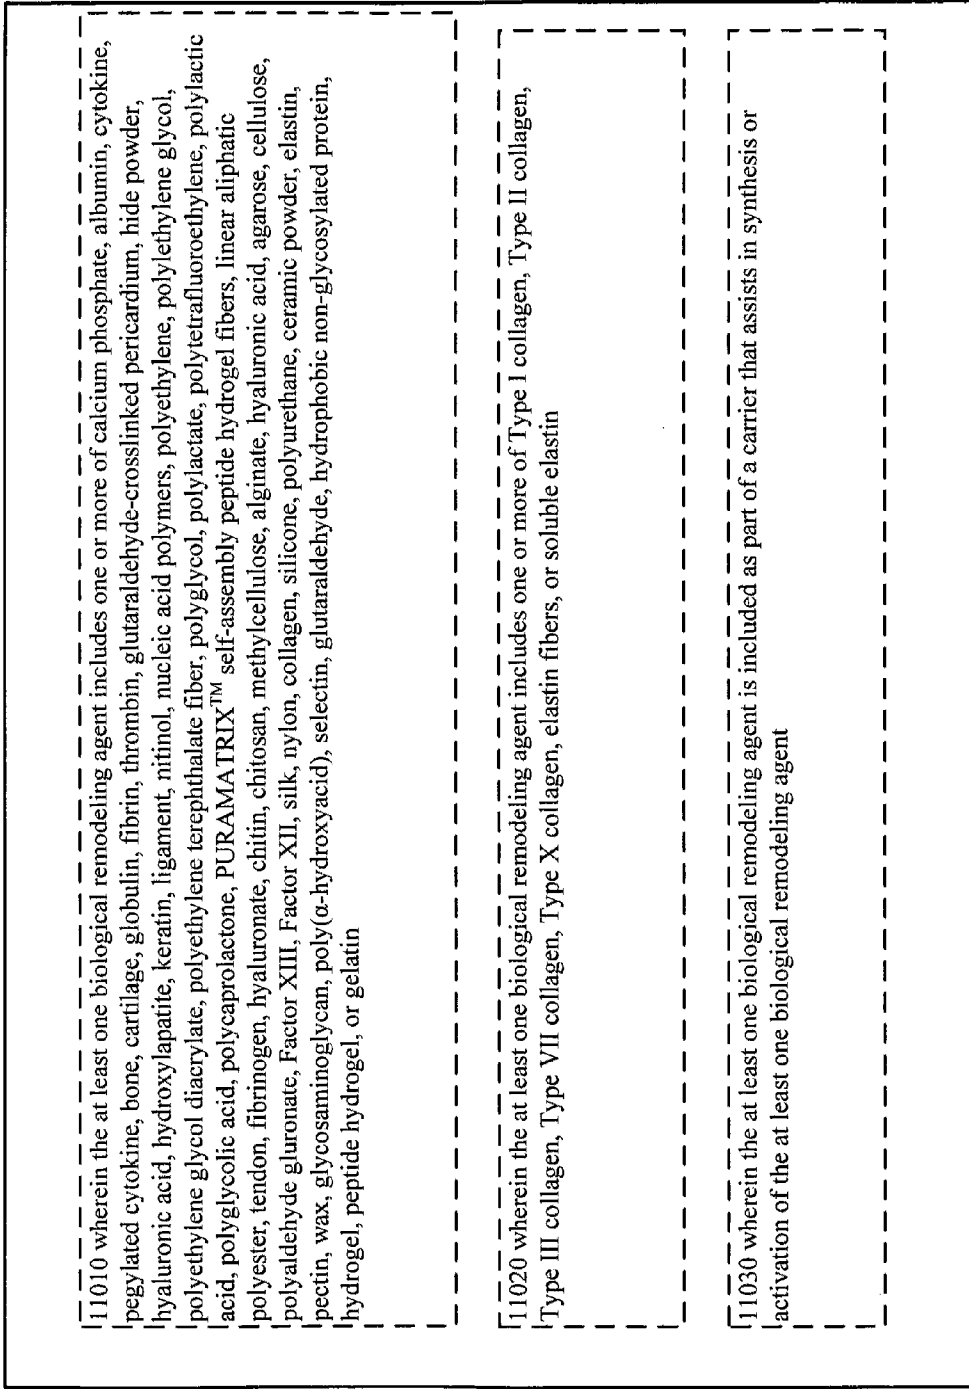 11010 wherein the at least one biological remodeling agent includes one or more of calcium phosphate, albumin, cytokine,
pegylated cytokine, bone, cartilage, globulin, fibrin, thrombin, glutaraldehyde-crosslinked pericardium, hide powder,
hyaluronic acid, hydroxylapatite, keratin, ligament, nitinol, nucleic acid polymers, polyethylene, polylethylene glycol,
polyethylene glycol diacrylate, polyethylene terephthalate fiber, polyglycol, polylactate, polytetrafluoroethylene, polylactic
acid, polyglycolic acid, polycaprolactone, PURAMATRIX™ self-assembly peptide hydrogel fibers, linear aliphatic
polyester, tendon, fibrinogen, hyaluronate, chitin, chitosan, methylcellulose, alginate, hyaluronic acid, agarose, cellulose,
polyaldehyde gluronate, Factor XIII, Factor XII, silk, nylon, collagen, silicone, polyurethane, ceramic powder, elastin,
pectin, wax, glycosaminoglycan, poly(α-hydroxyacid), selectin, glutaraldehyde, hydrophobic non-glycosylated protein,
hydrogel, peptide hydrogel, or gelatin
11020 wherein the at least one biological remodeling agent includes one or more of Type I collagen, Type II collagen,
Type III collagen, Type VII collagen, Type X collagen, elastin fibers, or soluble elastin
11030 wherein the at least one biological remodeling agent is included as part of a carrier that assists in synthesis or
activation of the at least one biological remodeling agent